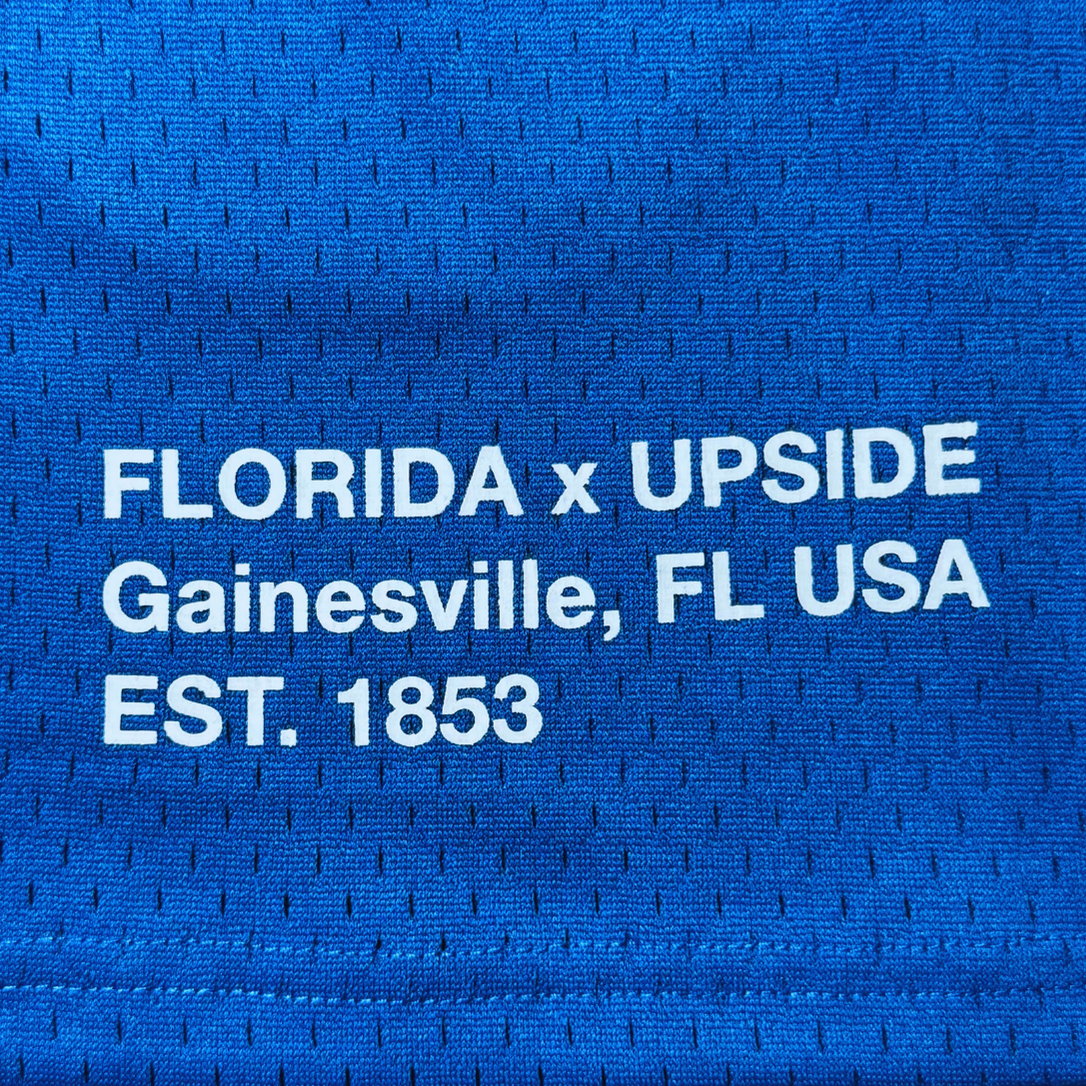 FLORIDA x UPSIDE
Gainesville, FL USA
EST. 1853